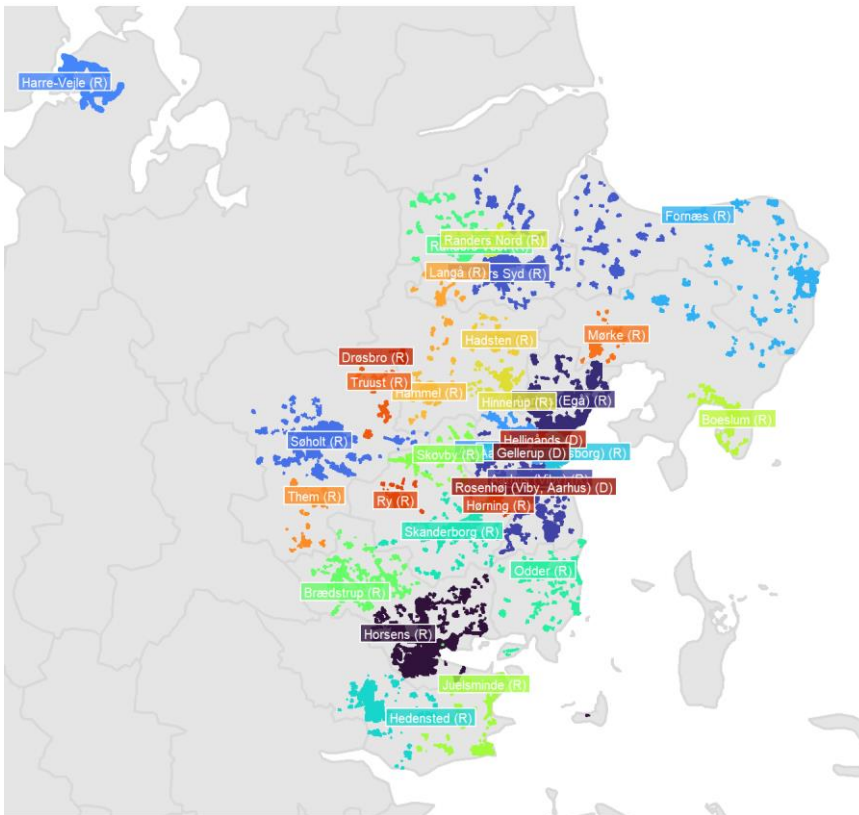 Harre-Vejle (R)
Fornæs (R)
Randers Nord (R)
Langå (R)
Syd (R)
Mørke (R)
Hadsten (R)
Drøsbro (R)
Truust (R)
Hammel (R)
Hinnerup (R)
(Egå) (R)
Boeslum (R)
Søholt (R)
Helligånds (D)
Skovby (R)
Gellerup (D)
(R)
Rosenhøj (Viby, Aarhus) (D)
Them (R)
Ry (R)
Hørning (R)
Skanderborg (R)
Odder (R)
Brædstrup (R)
Horsens (R)
Juelsminde (R)
Hedensted (R)